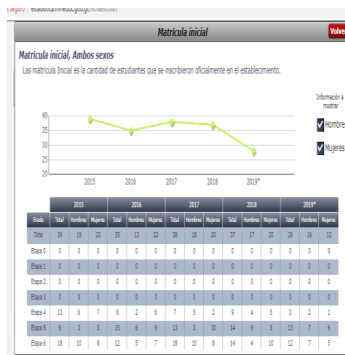 Matrícula inicial
Volver
Matrícula inicial, Ambos sexos
Las matrícula Inicial es la cantidad de estudiantes que se inscribieron oficialmente en el establecimiento.
Información a
mostrar
Hombre
Mujeres
40
35
30
25
20
2015 2016 2017 2018 2019*
2015 2016 2017 2018 2019*
Grado Total Hombres Mujeres Total Hombres Mujeres Total Hombres Mujeres Total Hombres Mujeres Total Hombres Mujeres
Total 39 19 20 35 13 22 38 18 20 37 17 20 28 16 12
Etapa 0 0 0 0 0 0 0 0 0 0 0 0 0 0 0 0
Etapa 1 0 0 0 0 0 0 0 0 0 0 0 0 0 0 0
Etapa 2 0 0 0 0 0 0 0 0 0 0 0 0 0 0 0
Etapa 3 0 0 0 0 0 0 0 0 0 0 0 0 0 0 0
Etapa 4 13 6 7 8 2 6 7 5 2 9 4 5 3 2 1
Etapa 5 8 3 5 15 6 9 13 3 10 14 9 5 13 7 6
Etapa 6 18 10 8 12 5 7 18 10 8 14 4 10 12 7 5